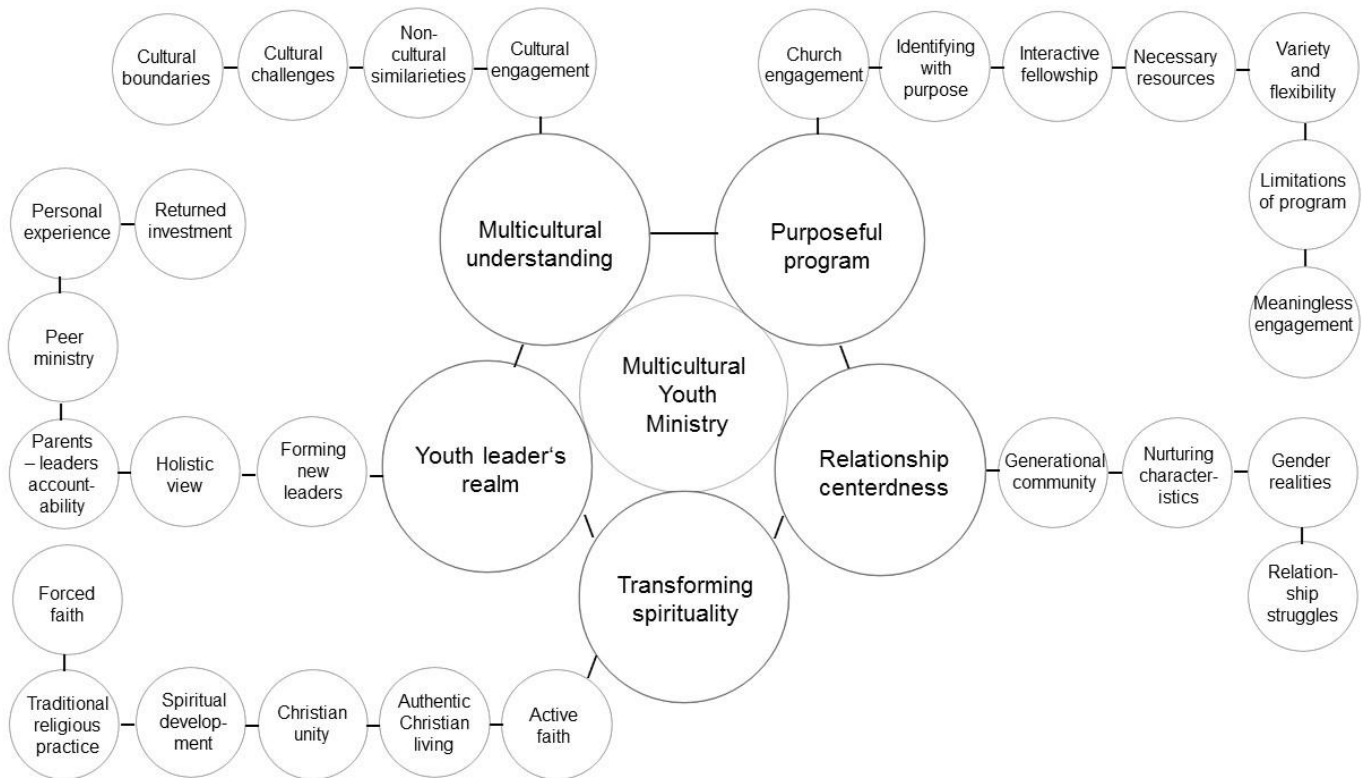 Cultural
boundaries
Cultural
challenges
Non-
cultural
similarieties
Cultural
engagement
Church
engagement
Identifying
with
purpose
Interactive
fellowship
Necessary
resources
Variety
and
flexibility
Limitations
of program
Meaningless
engagement
Personal
experience
Returned
investment
Peer
ministry
Parents
– leaders
account-
ability
Holistic
view
Forming
new
leaders
Multicultural
understanding
Purposeful
program
Multicultural
Youth
Ministry
Youth leader‘s
realm
Relationship
centerdness
Transforming
spirituality
Generational
community
Nurturing
character-
istics
Gender
realities
Relation-
ship
struggles
Forced
faith
Traditional
religious
practice
Spiritual
develop-
ment
Christian
unity
Authentic
Christian
living
Active
faith